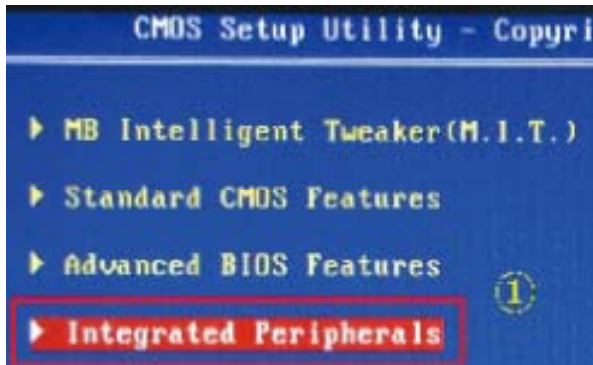 CMOS Setup Utility - Copyri
▶ MB Intelligent Tweaker(M.I.T.)
▶ Standard CMOS Features
▶ Advanced BIOS Features
①
▶ Integrated Peripherals